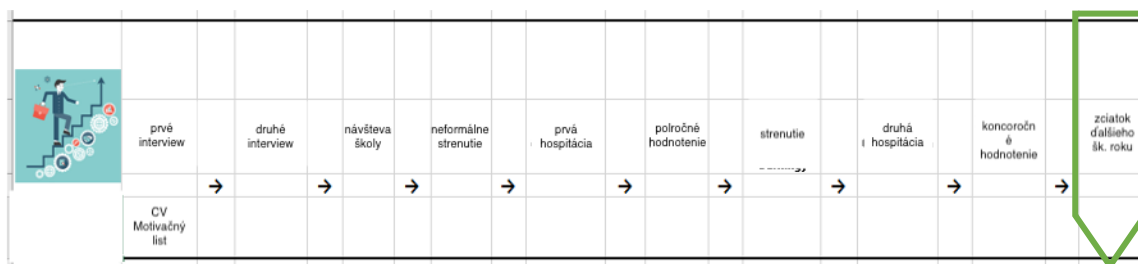 prvé
interview
druhé
interview
návšteva
školy
neformálne
strenutie
prvá
hospitácia
polročné
hodnotenie
strenutie
druhá
hospitácia
koncoročn
é
hodnotenie
zciatok
ďalšieho
šk. roku
→ → → → → → → → →
CV
Motivačný
list